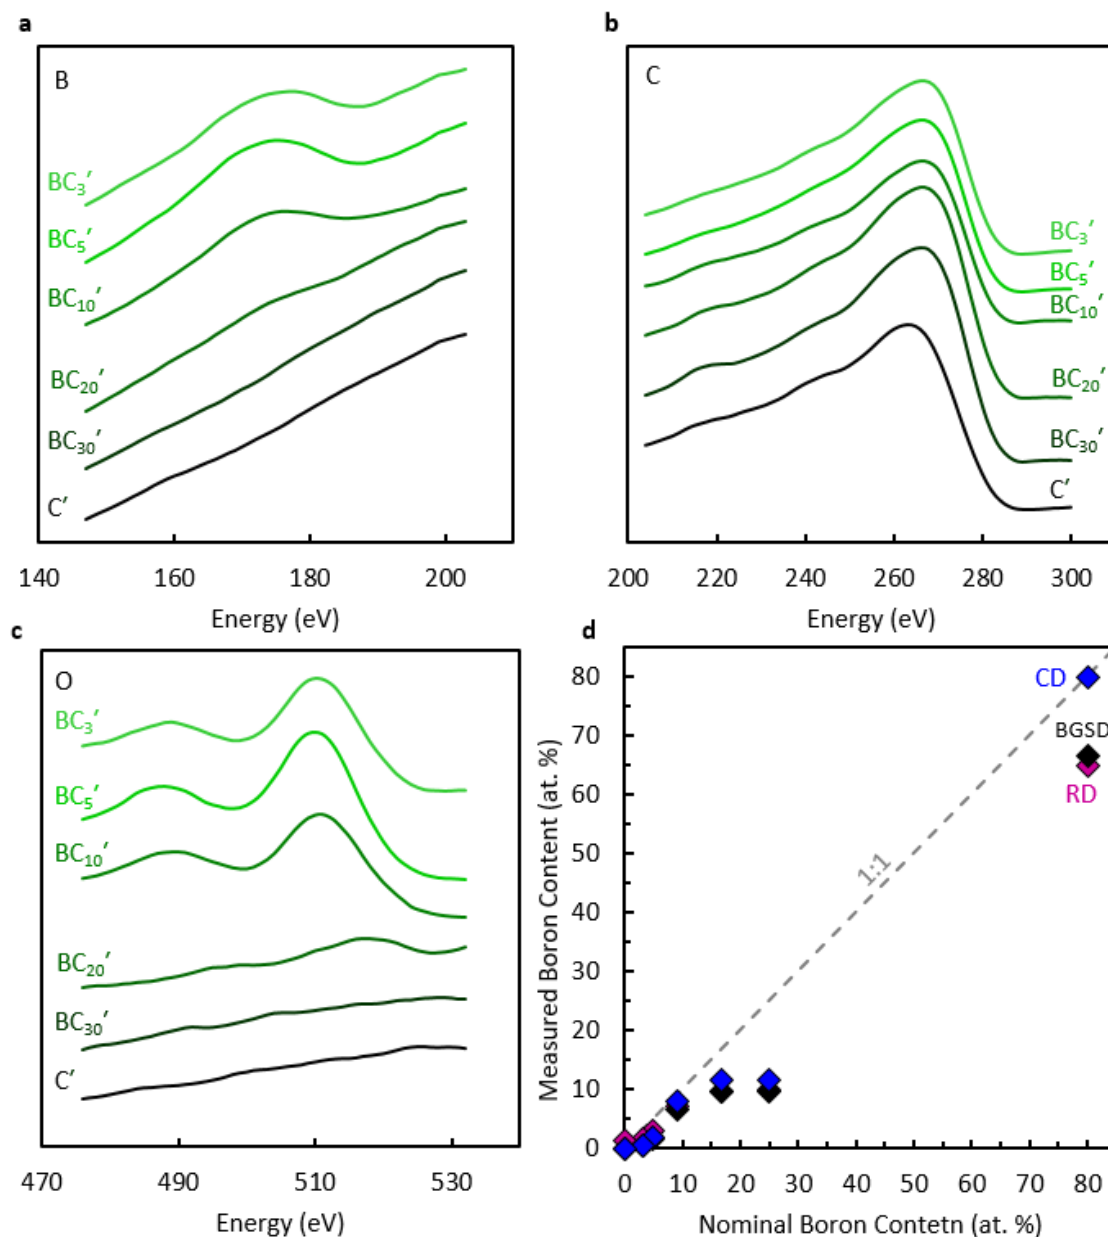 a
B
BC₃′
BC₅′
BC₁₀′
BC₂₀′
BC₃₀′
C′
140 160 180 200
Energy (eV)
b
C
BC₃′
BC₅′
BC₁₀′
BC₂₀′
BC₃₀′
C′
200 220 240 260 280 300
Energy (eV)
c
O
BC₃′
BC₅′
BC₁₀′
BC₂₀′
BC₃₀′
C′
470 490 510 530
Energy (eV)
d
Measured Boron Content (at. %)
80
70
60
50
40
30
20
10
0
CD
BGSD
RD
1:1
0 10 20 30 40 50 60 70 80
Nominal Boron Contetn (at. %)